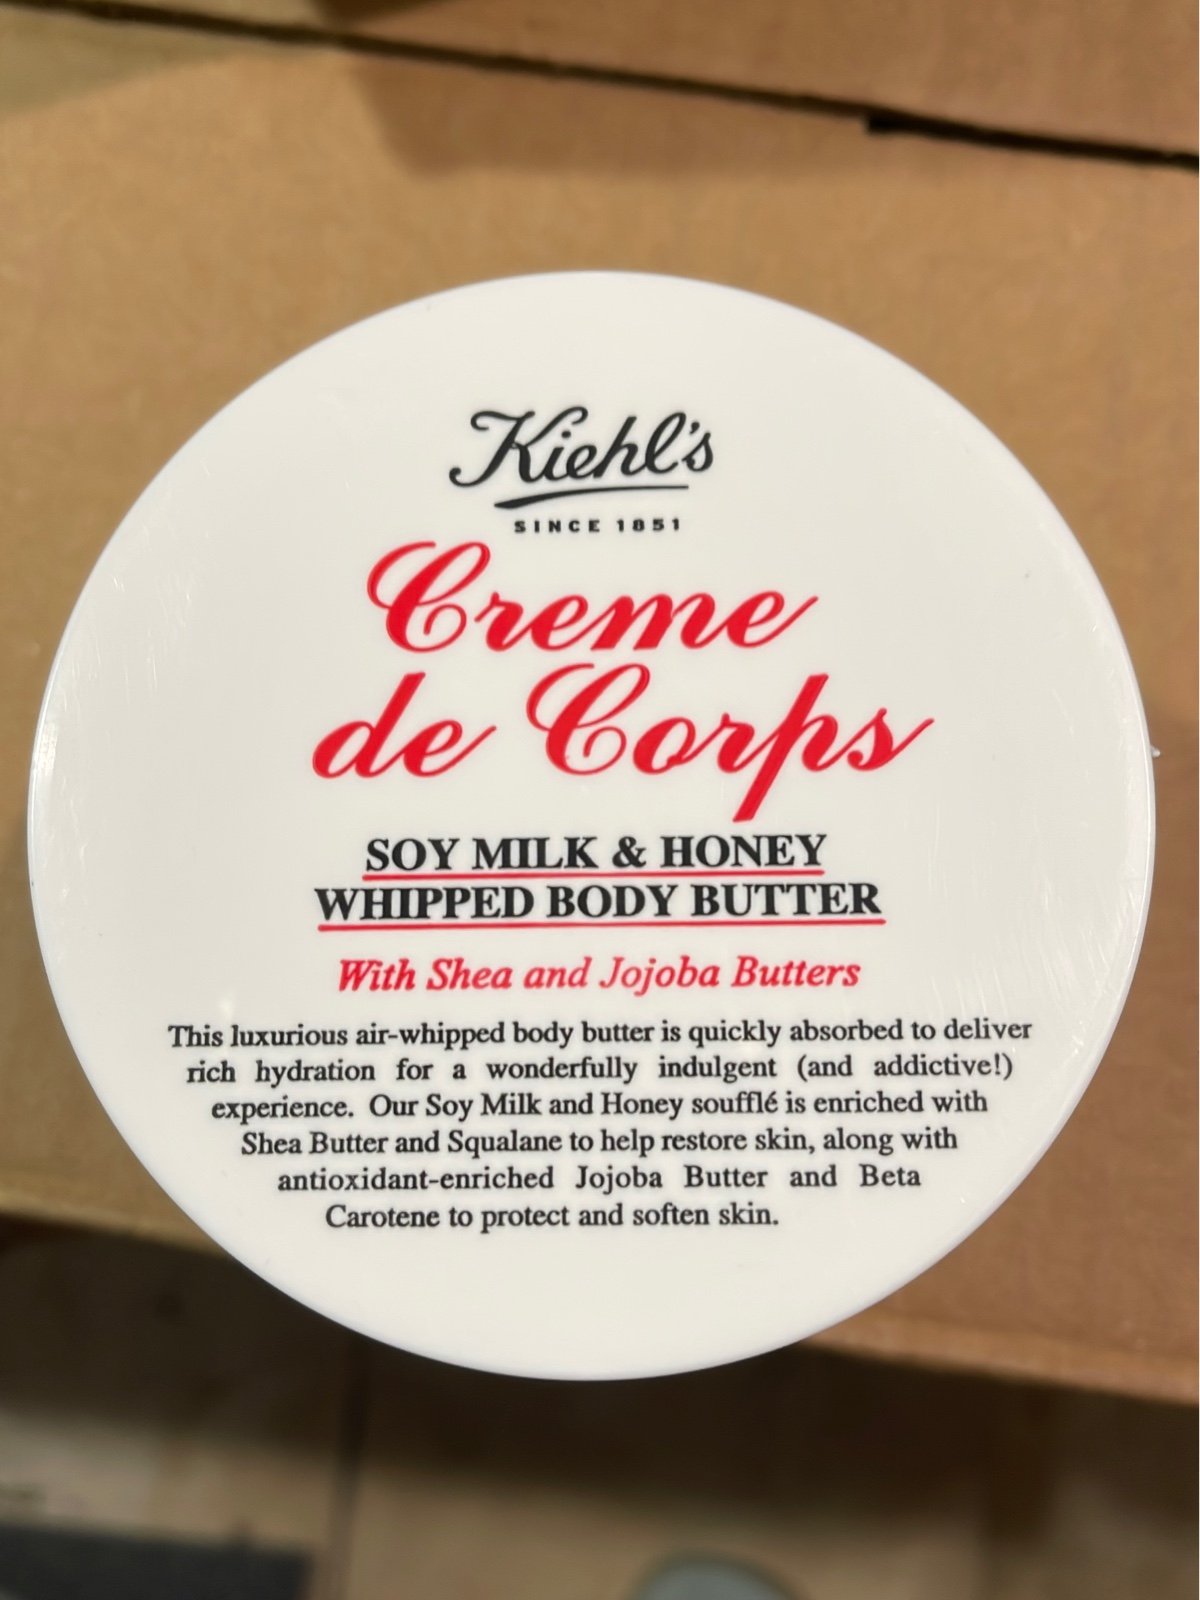 Kiehl's
SINCE 1851
Creme
de Corps
SOY MILK & HONEY
WHIPPED BODY BUTTER
With Shea and Jojoba Butters
This luxurious air-whipped body butter is quickly absorbed to deliver
rich hydration for a wonderfully indulgent (and addictive!)
experience. Our Soy Milk and Honey soufflé is enriched with
Shea Butter and Squalane to help restore skin, along with
antioxidant-enriched Jojoba Butter and Beta
Carotene to protect and soften skin.